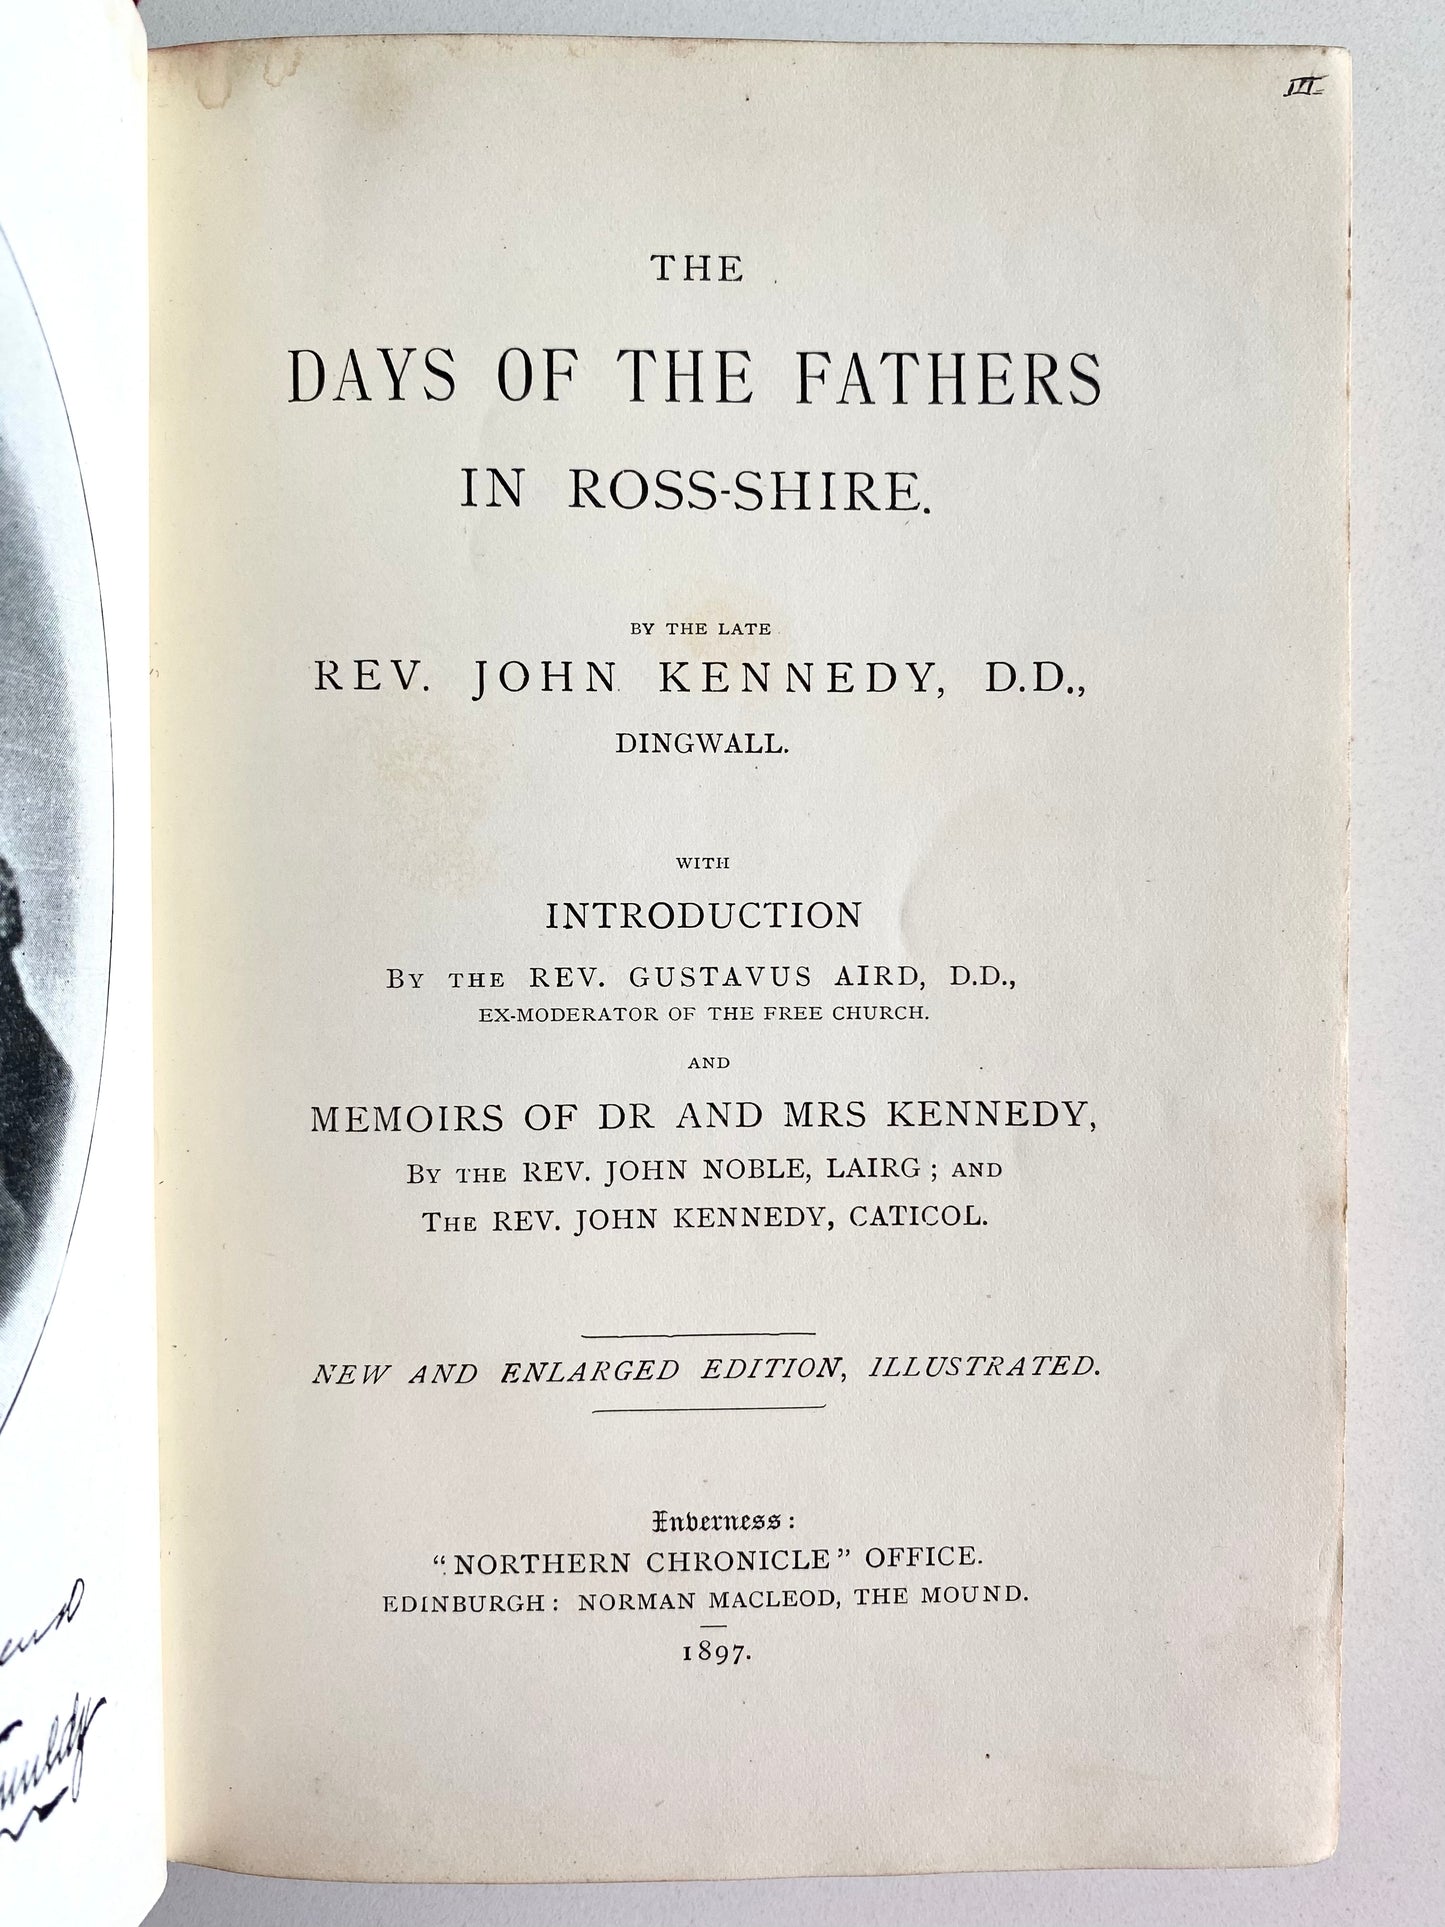 III
THE
DAYS OF THE FATHERS
IN ROSS-SHIRE.
BY THE LATE
REV. JOHN KENNEDY, D.D.,
DINGWALL.
WITH
INTRODUCTION
By THE REV. GUSTAVUS AIRD, D.D.,
EX-MODERATOR OF THE FREE CHURCH.
AND
MEMOIRS OF DR AND MRS KENNEDY,
By THE REV. JOHN NOBLE, LAIRG; AND
The REV. JOHN KENNEDY, CATICOL.
NEW AND ENLARGED EDITION, ILLUSTRATED.
Inverness:
"NORTHERN CHRONICLE" OFFICE.
EDINBURGH: NORMAN MACLEOD, THE MOUND.
1897.